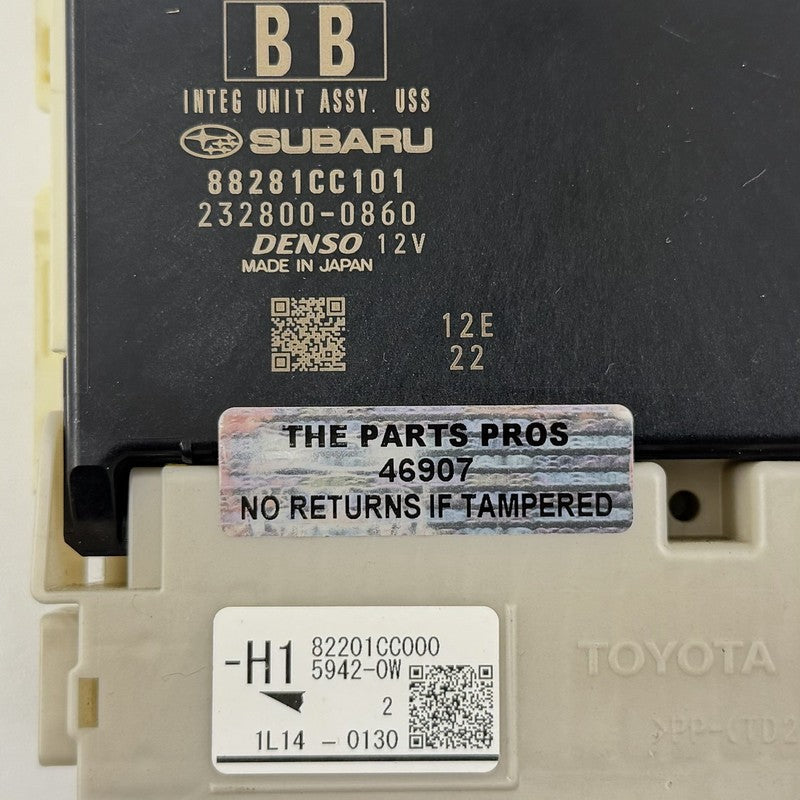 BB
INTEG UNIT ASSY. USS
SUBARU
88281CC101
232800-0860
DENSO 12V
MADE IN JAPAN
12E
22
THE PARTS PROS
46907
NO RETURNS IF TAMPERED
-H1 82201CC000
5942-0W
2
1L14 - 0130
TOYOTA